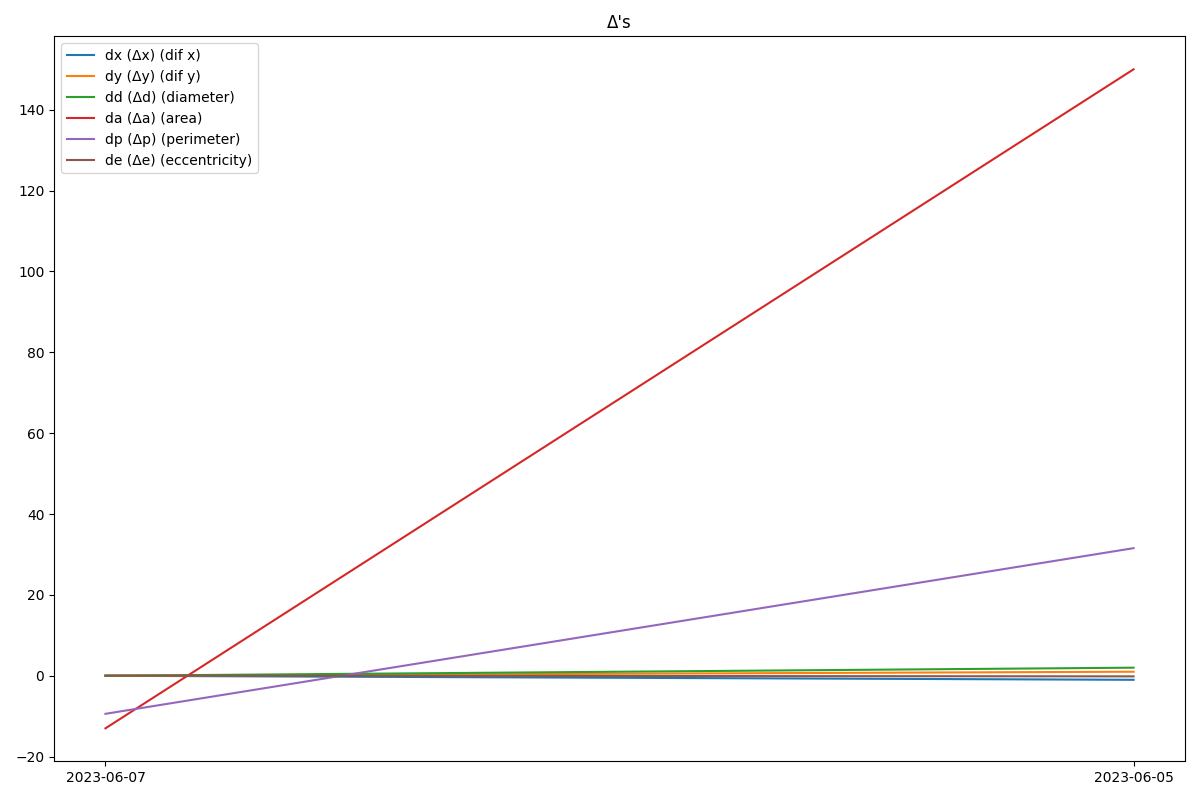 Δ's
dx (Δx) (dif x)
dy (Δy) (dif y)
dd (Δd) (diameter)
da (Δa) (area)
dp (Δp) (perimeter)
de (Δe) (eccentricity)
140
120
100
80
60
40
20
0
−20
2023-06-07
2023-06-05